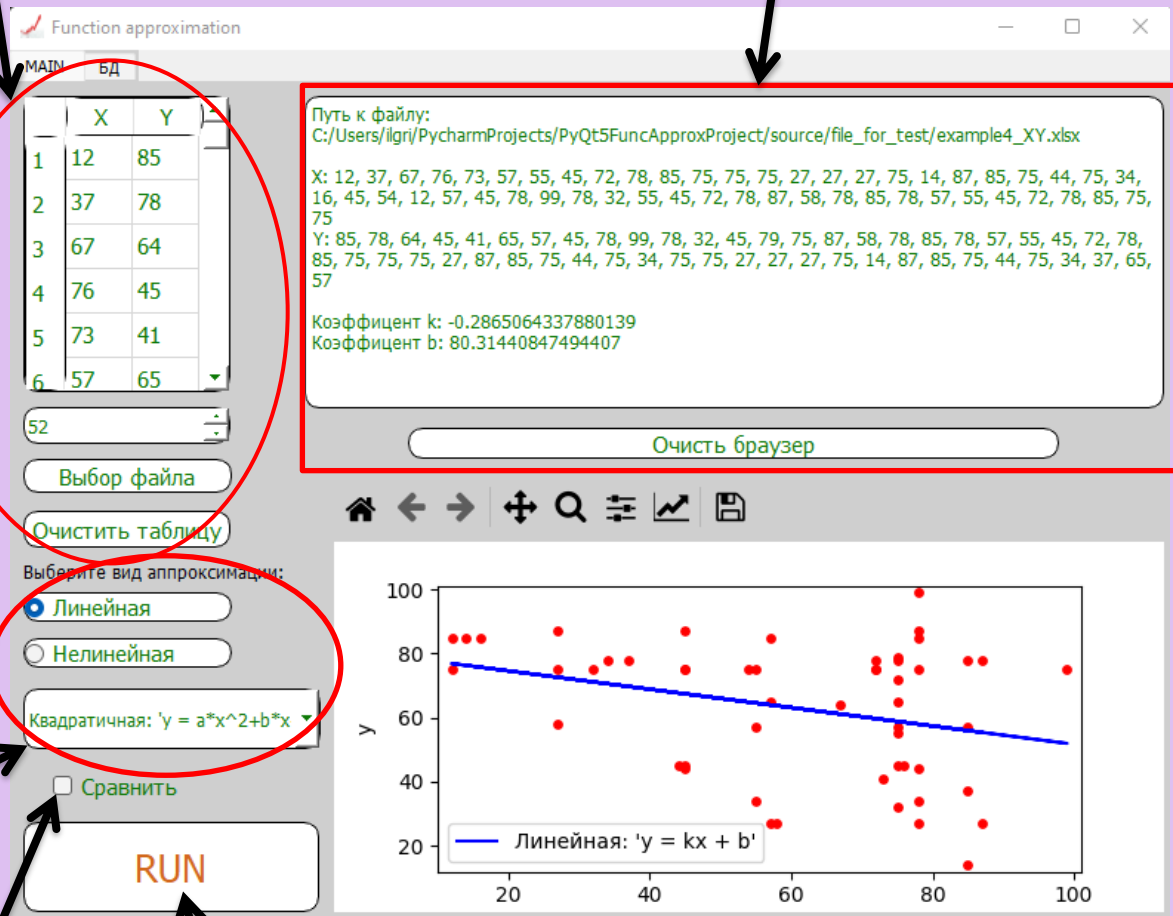 Function approximation
MAIN БД
X Y
1 12 85
2 37 78
3 67 64
4 76 45
5 73 41
6 57 65
52
Выбор файла
Очистить таблицу
Выберите вид аппроксимации:
Линейная
Нелинейная
Квадратичная: 'y = a*x^2+b*x
Сравнить
RUN
Путь к файлу:
C:/Users/ilgri/PycharmProjects/PyQt5FuncApproxProject/source/file_for_test/example4_XY.xlsx
X: 12, 37, 67, 76, 73, 57, 55, 45, 72, 78, 85, 75, 75, 75, 27, 27, 27, 75, 14, 87, 85, 75, 44, 75, 34,
16, 45, 54, 12, 57, 45, 78, 99, 78, 32, 55, 45, 72, 78, 87, 58, 78, 85, 78, 57, 55, 45, 72, 78, 85, 75,
75
Y: 85, 78, 64, 45, 41, 65, 57, 45, 78, 99, 78, 32, 45, 79, 75, 87, 58, 78, 85, 78, 57, 55, 45, 72, 78,
85, 75, 75, 75, 27, 87, 85, 75, 44, 75, 34, 75, 75, 27, 27, 27, 75, 14, 87, 85, 75, 44, 75, 34, 37, 65,
57
Коэффицент k: -0.2865064337880139
Коэффицент b: 80.31440847494407
Очисть браузер
100
80
60
40
20
y
Линейная: 'y = kx + b'
20 40 60 80 100